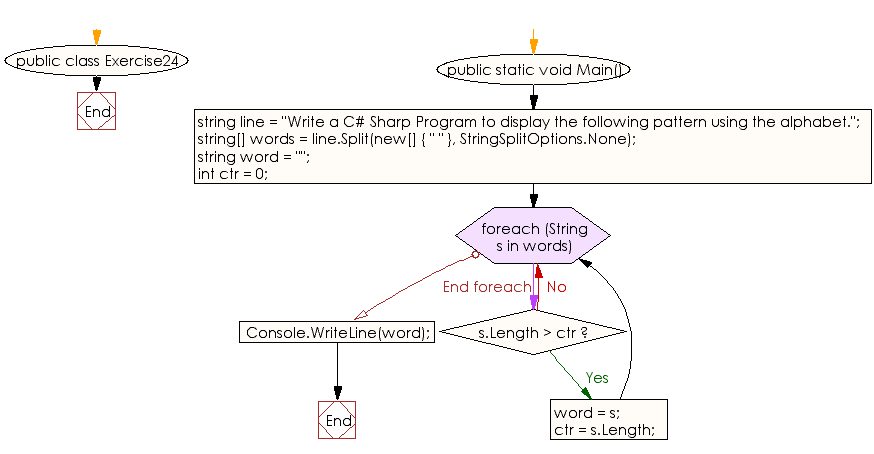 public class Exercise24
End
public static void Main()
string line = "Write a C# Sharp Program to display the following pattern using the alphabet.";
string[] words = line.Split(new[] { " " }, StringSplitOptions.None);
string word = "";
int ctr = 0;
foreach (String
s in words)
End foreach
No
Console.WriteLine(word);
s.Length > ctr ?
Yes
End
word = s;
ctr = s.Length;